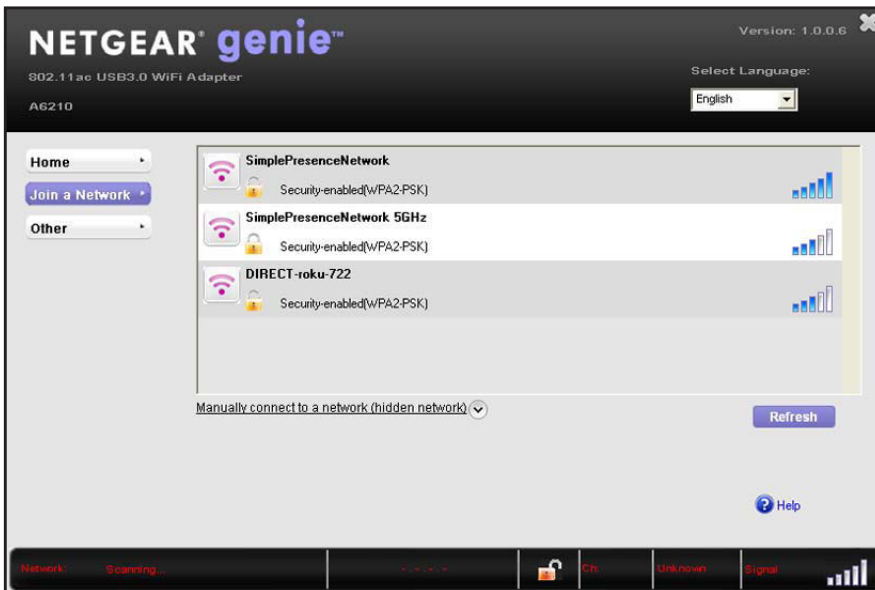 NETGEAR® genie™
Version: 1.0.0.6
802.11ac USB3.0 WiFi Adapter
Select Language:
A6210
English
Home
Join a Network
Other
SimplePresenceNetwork
Security-enabled(WPA2-PSK)
SimplePresenceNetwork 5GHz
Security-enabled(WPA2-PSK)
DIRECT-roku-722
Security-enabled(WPA2-PSK)
Manually connect to a network (hidden network)
Refresh
Help
Network: Scanning... -.-.-.- Ch: Unknown Signal